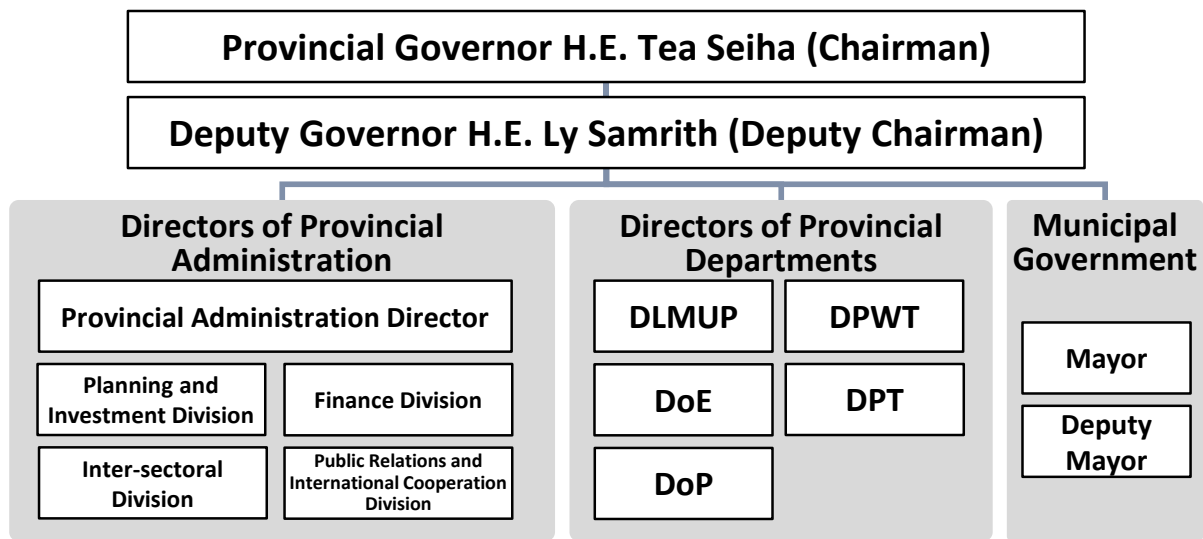 Provincial Governor H.E. Tea Seiha (Chairman)
Deputy Governor H.E. Ly Samrith (Deputy Chairman)
Directors of Provincial
Administration
Provincial Administration Director
Planning and
Investment Division
Finance Division
Inter-sectoral
Division
Public Relations and
International Cooperation
Division
Directors of Provincial
Departments
DLMUP
DPWT
DoE
DPT
DoP
Municipal
Government
Mayor
Deputy
Mayor